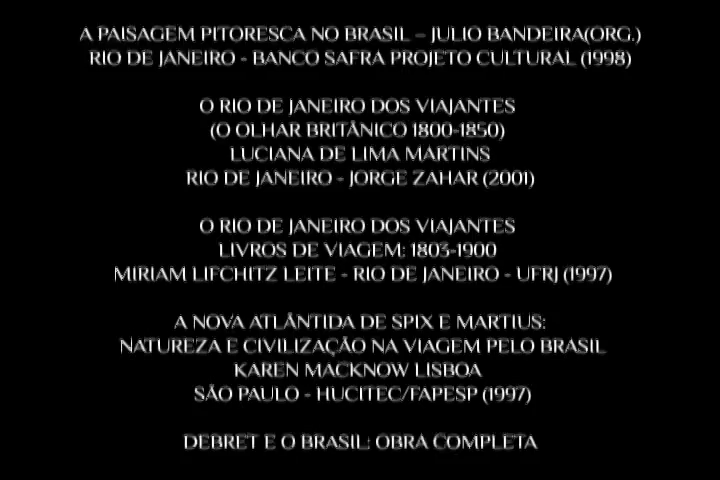 A PAISAGEM PITORESCA NO BRASIL – JULIO BANDEIRA(ORG.)
RIO DE JANEIRO - BANCO SAFRA PROJETO CULTURAL (1998)
O RIO DE JANEIRO DOS VIAJANTES
(O OLHAR BRITÂNICO 1800-1850)
LUCIANA DE LIMA MARTINS
RIO DE JANEIRO - JORGE ZAHAR (2001)
O RIO DE JANEIRO DOS VIAJANTES
LIVROS DE VIAGEM: 1803-1900
MIRIAM LIFCHITZ LEITE - RIO DE JANEIRO - UFRJ (1997)
A NOVA ATLÂNTIDA DE SPIX E MARTIUS:
NATUREZA E CIVILIZAÇÃO NA VIAGEM PELO BRASIL
KAREN MACKNOW LISBOA
SÃO PAULO - HUCITEC/FAPESP (1997)
DEBRET E O BRASIL: OBRA COMPLETA